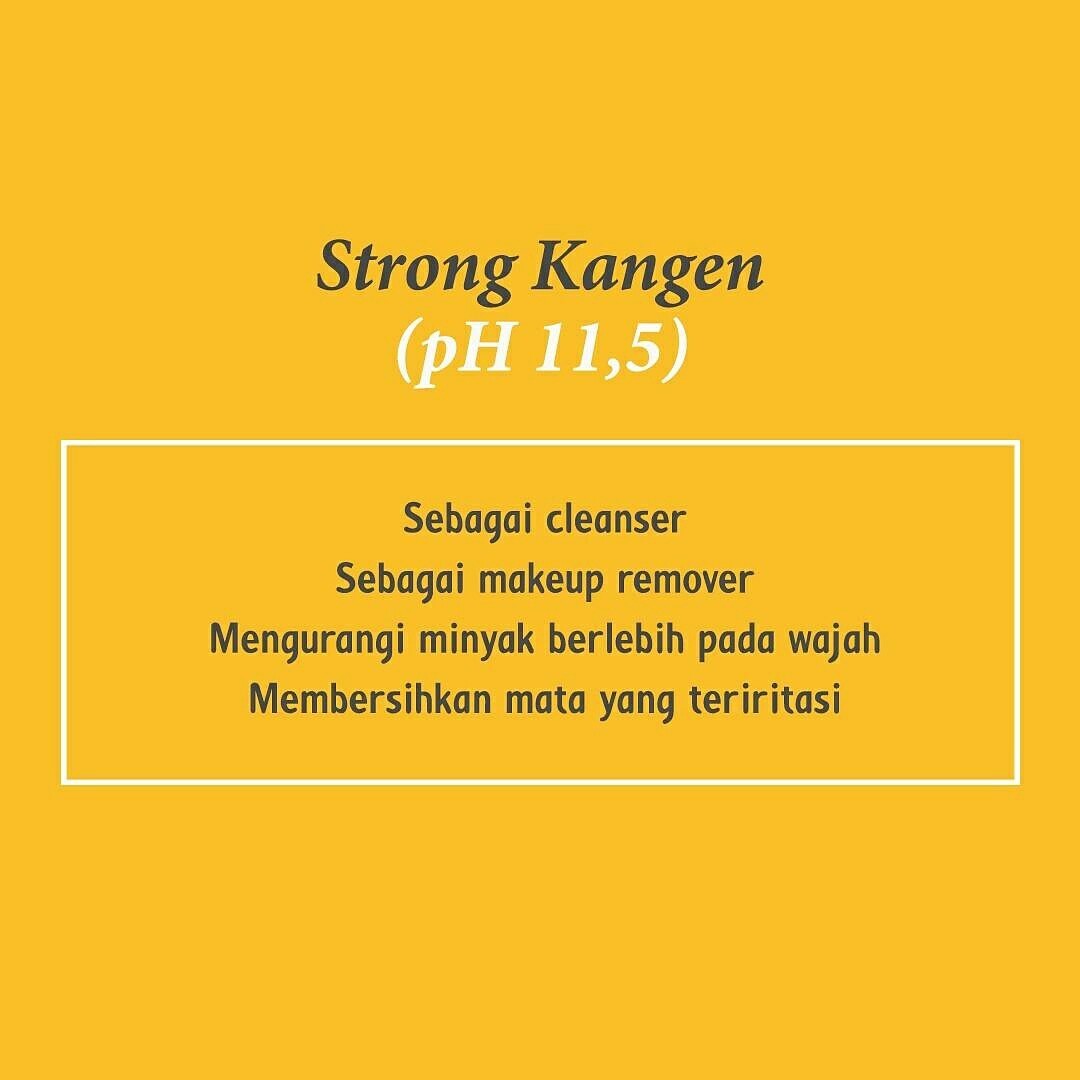 Strong Kangen
(pH 11,5)
Sebagai cleanser
Sebagai makeup remover
Mengurangi minyak berlebih pada wajah
Membersihkan mata yang teriritasi